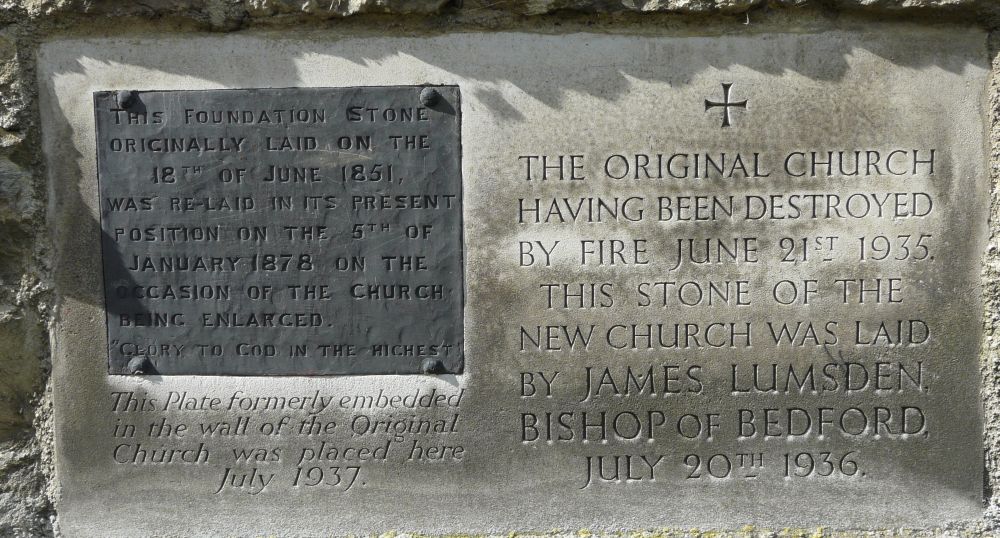 THIS FOUNDATION STONE
ORIGINALLY LAID ON THE
18TH OF JUNE 1851,
WAS RE-LAID IN ITS PRESENT
POSITION ON THE 5TH OF
JANUARY 1878 ON THE
OCCASION OF THE CHURCH
BEING ENLARGED.
"GLORY TO GOD IN THE HIGHEST"
This Plate formerly embedded
in the wall of the Original
Church was placed here
July 1937.
THE ORIGINAL CHURCH
HAVING BEEN DESTROYED
BY FIRE JUNE 21ST 1935.
THIS STONE OF THE
NEW CHURCH WAS LAID
BY JAMES LUMSDEN,
BISHOP OF BEDFORD,
JULY 20TH 1936.